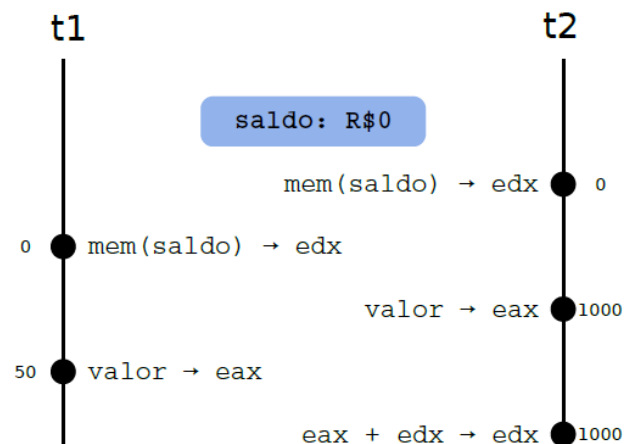 t1
t2
saldo: R$0
mem(saldo) → edx 0
0 mem(saldo) → edx
valor → eax 1000
50 valor → eax
eax + edx → edx 1000